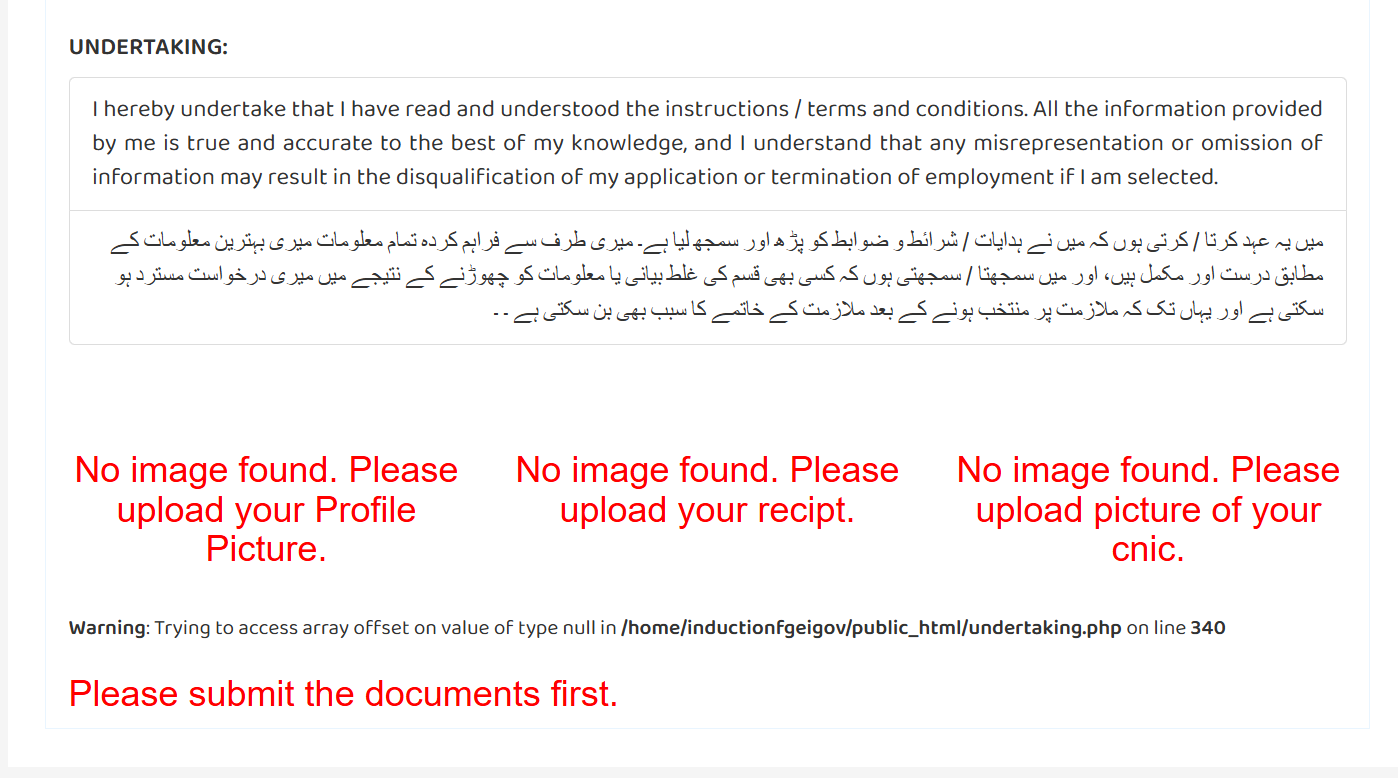 UNDERTAKING:
I hereby undertake that I have read and understood the instructions / terms and conditions. All the information provided
by me is true and accurate to the best of my knowledge, and I understand that any misrepresentation or omission of
information may result in the disqualification of my application or termination of employment if I am selected.
میں یہ عہد کرتا / کرتی ہوں کہ میں نے ہدایات / شرائط و ضوابط کو پڑھ اور سمجھ لیا ہے۔ میری طرف سے فراہم کردہ تمام معلومات میری بہترین معلومات کے
مطابق درست اور مکمل ہیں، اور میں سمجھتا / سمجھتی ہوں کہ کسی بھی قسم کی غلط بیانی یا معلومات کو چھوڑنے کے نتیجے میں میری درخواست مسترد ہو
سکتی ہے اور یہاں تک کہ ملازمت پر منتخب ہونے کے بعد ملازمت کے خاتمے کا سبب بھی بن سکتی ہے ۔۔
No image found. Please
upload your Profile
Picture.
No image found. Please
upload your recipt.
No image found. Please
upload picture of your
cnic.
Warning: Trying to access array offset on value of type null in /home/inductionfgeigov/public_html/undertaking.php on line 340
Please submit the documents first.